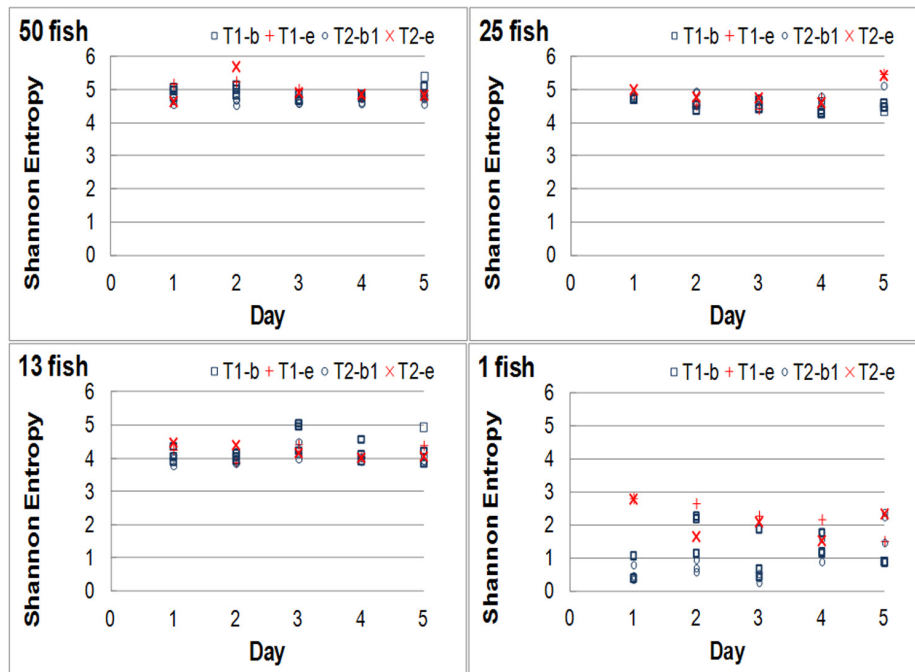 50 fish
□ T1-b + T1-e ○ T2-b1 × T2-e
Shannon Entropy
6
5
4
3
2
1
0
0 1 2 3 4 5
Day
25 fish
□ T1-b + T1-e ○ T2-b1 × T2-e
Shannon Entropy
6
5
4
3
2
1
0
0 1 2 3 4 5
Day
13 fish
□ T1-b + T1-e ○ T2-b1 × T2-e
Shannon Entropy
6
5
4
3
2
1
0
0 1 2 3 4 5
Day
1 fish
□ T1-b + T1-e ○ T2-b1 × T2-e
Shannon Entropy
6
5
4
3
2
1
0
0 1 2 3 4 5
Day